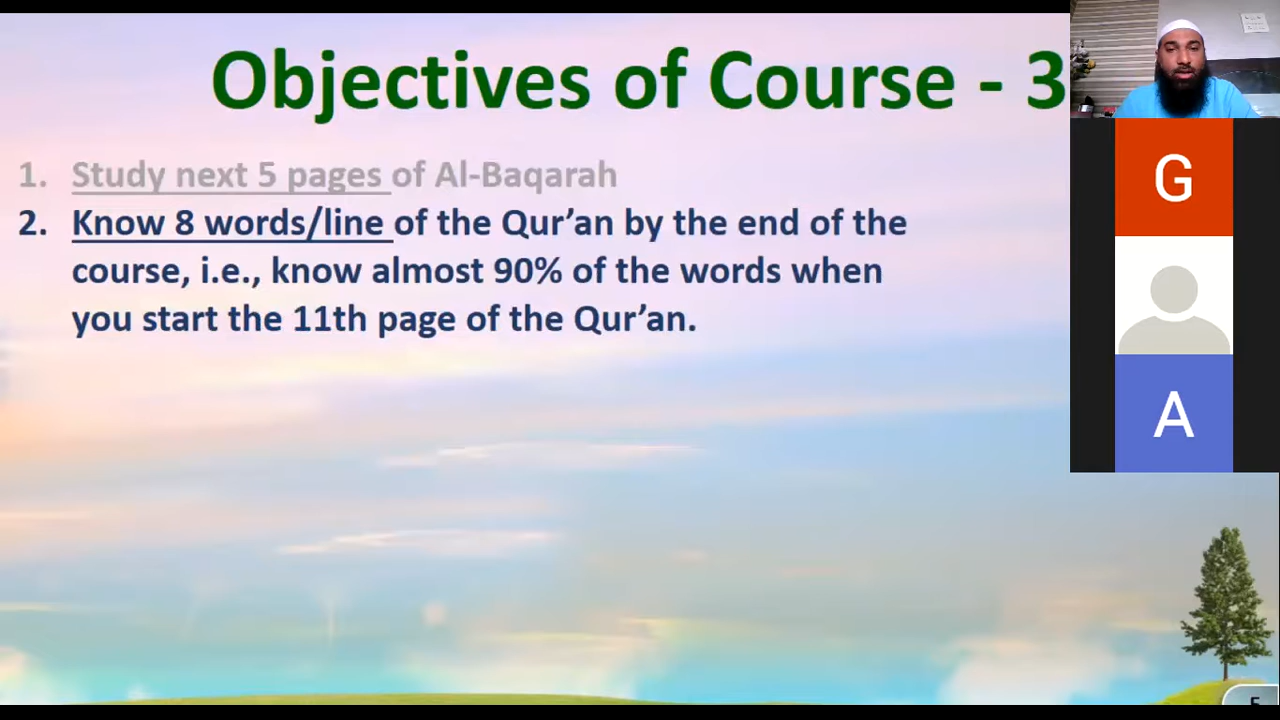 Objectives of Course - 3
1. Study next 5 pages of Al-Baqarah
2. Know 8 words/line of the Qur’an by the end of the
course, i.e., know almost 90% of the words when
you start the 11th page of the Qur’an.
G
A
5